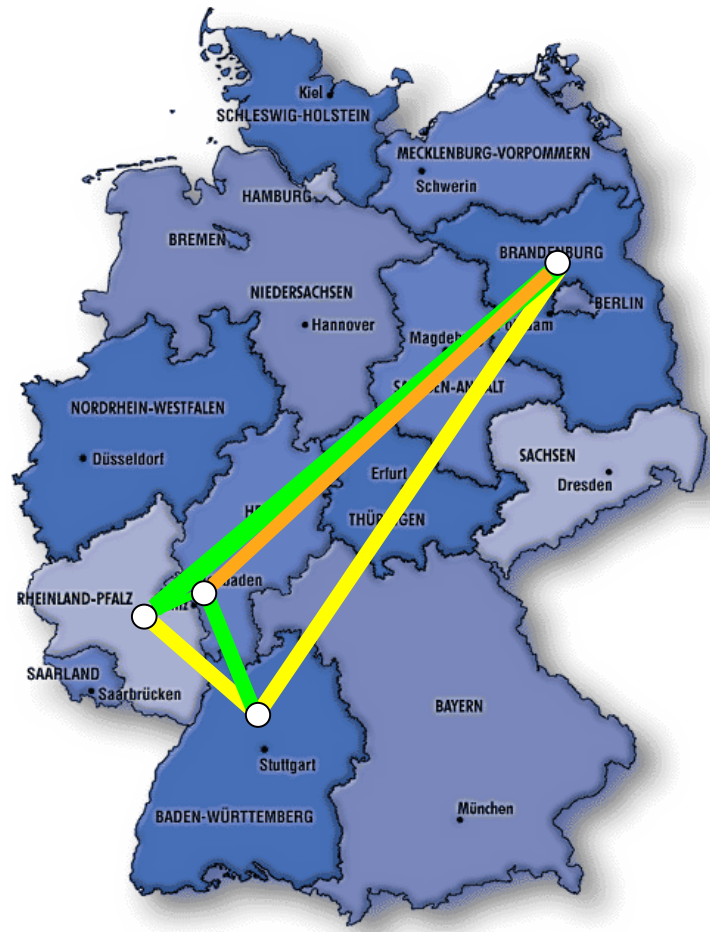 Kiel
SCHLESWIG-HOLSTEIN
MECKLENBURG-VORPOMMERN
Schwerin
HAMBURG
BREMEN
BRANDENBURG
NIEDERSACHSEN
BERLIN
Hannover
NORDRHEIN-WESTFALEN
Düsseldorf
SACHSEN
Erfurt
Dresden
RHEINLAND-PFALZ
SAARLAND
Saarbrücken
BAYERN
Stuttgart
München
BADEN-WÜRTTEMBERG